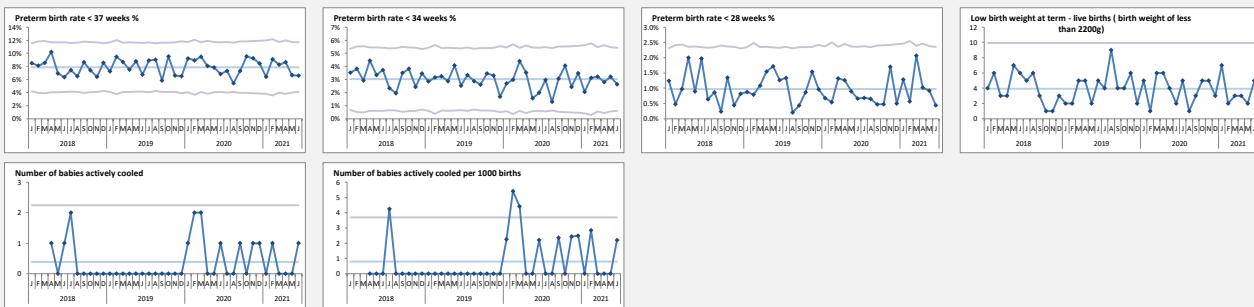 Preterm birth rate < 37 weeks %
14%
12%
10%
8%
6%
4%
2%
0%
J F M A M J J A S O N D J F M A M J J A S O N D J F M A M J J A S O N D J F M A M J
2018 2019 2020 2021
Preterm birth rate < 34 weeks %
7%
6%
5%
4%
3%
2%
1%
0%
J F M A M J J A S O N D J F M A M J J A S O N D J F M A M J J A S O N D J F M A M J
2018 2019 2020 2021
Preterm birth rate < 28 weeks %
3.0%
2.5%
2.0%
1.5%
1.0%
0.5%
0.0%
J F M A M J J A S O N D J F M A M J J A S O N D J F M A M J J A S O N D J F M A M J
2018 2019 2020 2021
Low birth weight at term - live births ( birth weight of less
than 2200g)
12
10
8
6
4
2
0
J F M A M J J A S O N D J F M A M J J A S O N D J F M A M J J A S O N D J F M A M J
2018 2019 2020 2021
Number of babies actively cooled
3
2
1
0
J F M A M J J A S O N D J F M A M J J A S O N D J F M A M J J A S O N D J F M A M J
2018 2019 2020 2021
Number of babies actively cooled per 1000 births
6
5
4
3
2
1
0
J F M A M J J A S O N D J F M A M J J A S O N D J F M A M J J A S O N D J F M A M J
2018 2019 2020 2021